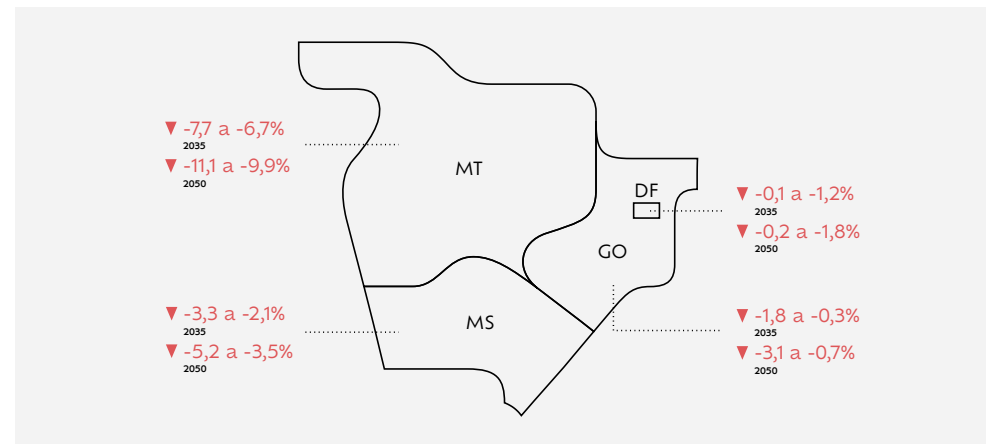 -7,7 a -6,7%
2035
-11,1 a -9,9%
2050
MT
DF
-0,1 a -1,2%
2035
-0,2 a -1,8%
2050
GO
-3,3 a -2,1%
2035
-5,2 a -3,5%
2050
MS
-1,8 a -0,3%
2035
-3,1 a -0,7%
2050